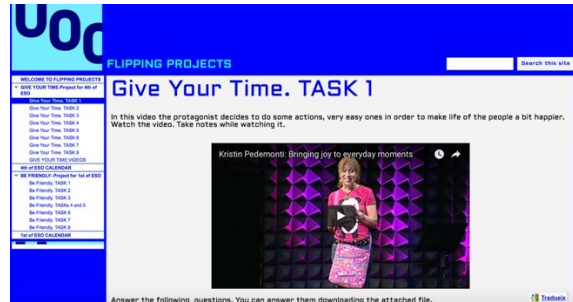 UOC
FLIPPING PROJECTS
Search this site
WELCOME TO FLIPPING PROJECTS
GIVE YOUR TIME-Project for 4th of
ESO
Give Your Time. TASK 1
Give Your Time. TASK 2
Give Your Time. TASK 3
Give Your Time. TASK 4
Give Your Time. TASK 5
Give Your Time. TASK 6
Give Your Time. TASK 7
Give Your Time. TASK 8
GIVE YOUR TIME:VIDEOS
4th of ESO CALENDAR
BE FRIENDLY- Project for 1st of ESO
Be Friendly. TASK 1
Be Friendly. TASK 2
Be Friendly. TASK 3
Be Friendly. TASKs 4 and 5
Be Friendly. TASK 6
Be Friendly. TASK 7
Be Friendly. TASK 8
1st of ESO CALENDAR
Give Your Time. TASK 1
In this video the protagonist decides to do some actions, very easy ones in order to make life of the people a bit happier.
Watch the video. Take notes while watching it.
Kristin Pedemonti: Bringing joy to everyday moments
Answer the following questions. You can answer them downloading the attached file.
Tradueix